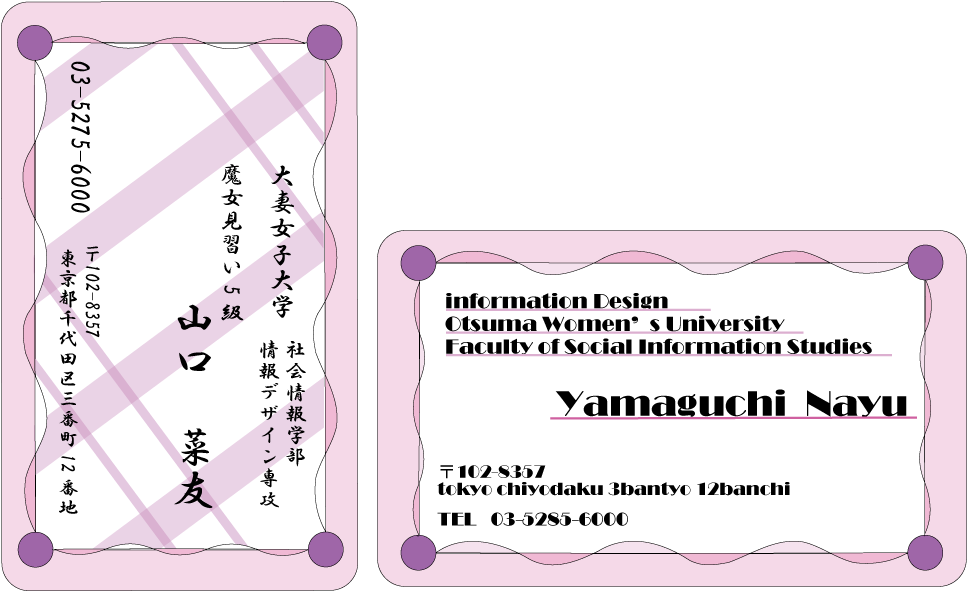 大妻女子大学
社会情報学部
情報デザイン専攻
魔女見習い5級
山口 菜友
〒102-8357
東京都千代田区三番町12番地
03-5275-6000
information Design
Otsuma Women’s University
Faculty of Social Information Studies
Yamaguchi Nayu
〒102-8357
tokyo chiyodaku 3bantyo 12banchi
TEL 03-5285-6000